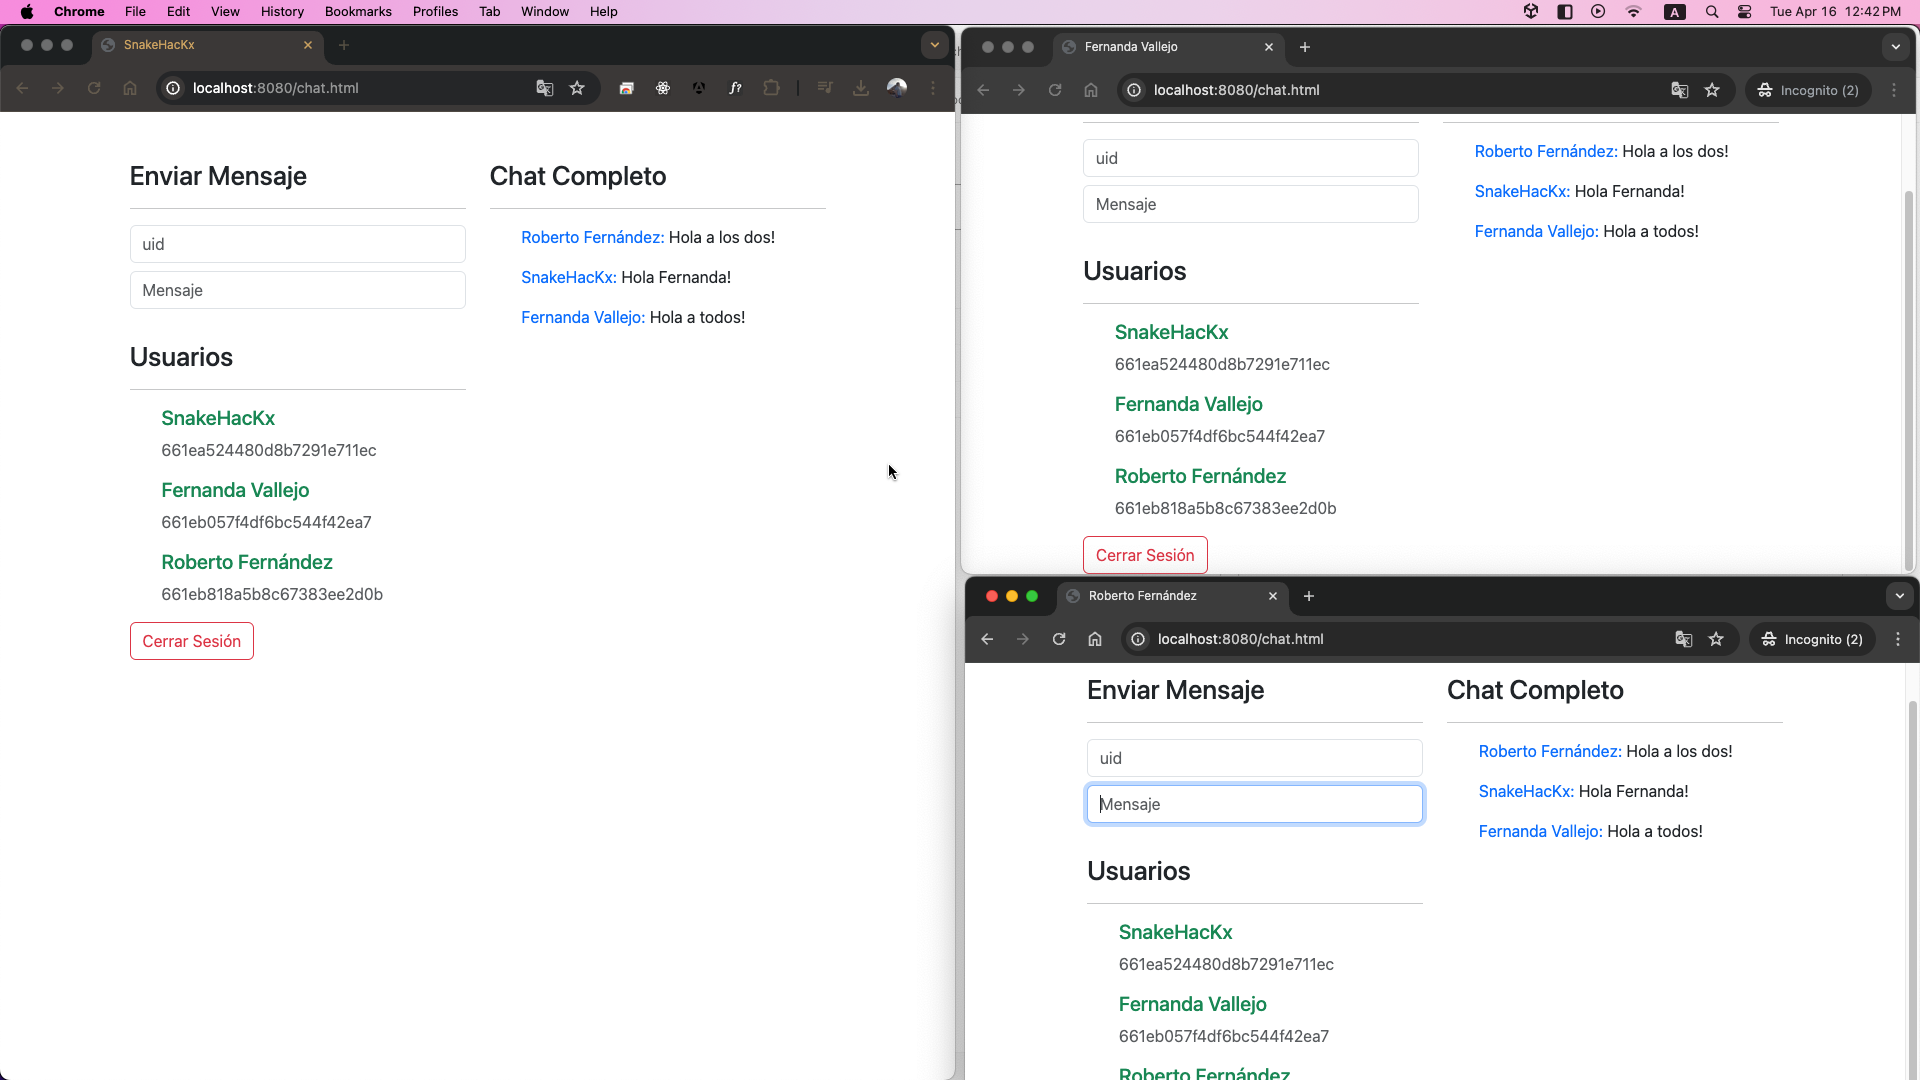 Chrome File Edit View History Bookmarks Profiles Tab Window Help
A
Tue Apr 16 12:42 PM
SnakeHacKx
localhost:8080/chat.html
f?
Enviar Mensaje
uid
Mensaje
Usuarios
SnakeHacKx
661ea524480d8b7291e711ec
Fernanda Vallejo
661eb057f4df6bc544f42ea7
Roberto Fernández
661eb818a5b8c67383ee2d0b
Cerrar Sesión
Chat Completo
Roberto Fernández: Hola a los dos!
SnakeHacKx: Hola Fernanda!
Fernanda Vallejo: Hola a todos!
Fernanda Vallejo
localhost:8080/chat.html
Incognito (2)
uid
Mensaje
Usuarios
SnakeHacKx
661ea524480d8b7291e711ec
Fernanda Vallejo
661eb057f4df6bc544f42ea7
Roberto Fernández
661eb818a5b8c67383ee2d0b
Cerrar Sesión
Roberto Fernández: Hola a los dos!
SnakeHacKx: Hola Fernanda!
Fernanda Vallejo: Hola a todos!
Roberto Fernández
localhost:8080/chat.html
Incognito (2)
Enviar Mensaje
uid
Mensaje
Usuarios
SnakeHacKx
661ea524480d8b7291e711ec
Fernanda Vallejo
661eb057f4df6bc544f42ea7
Roberto Fernández
Chat Completo
Roberto Fernández: Hola a los dos!
SnakeHacKx: Hola Fernanda!
Fernanda Vallejo: Hola a todos!